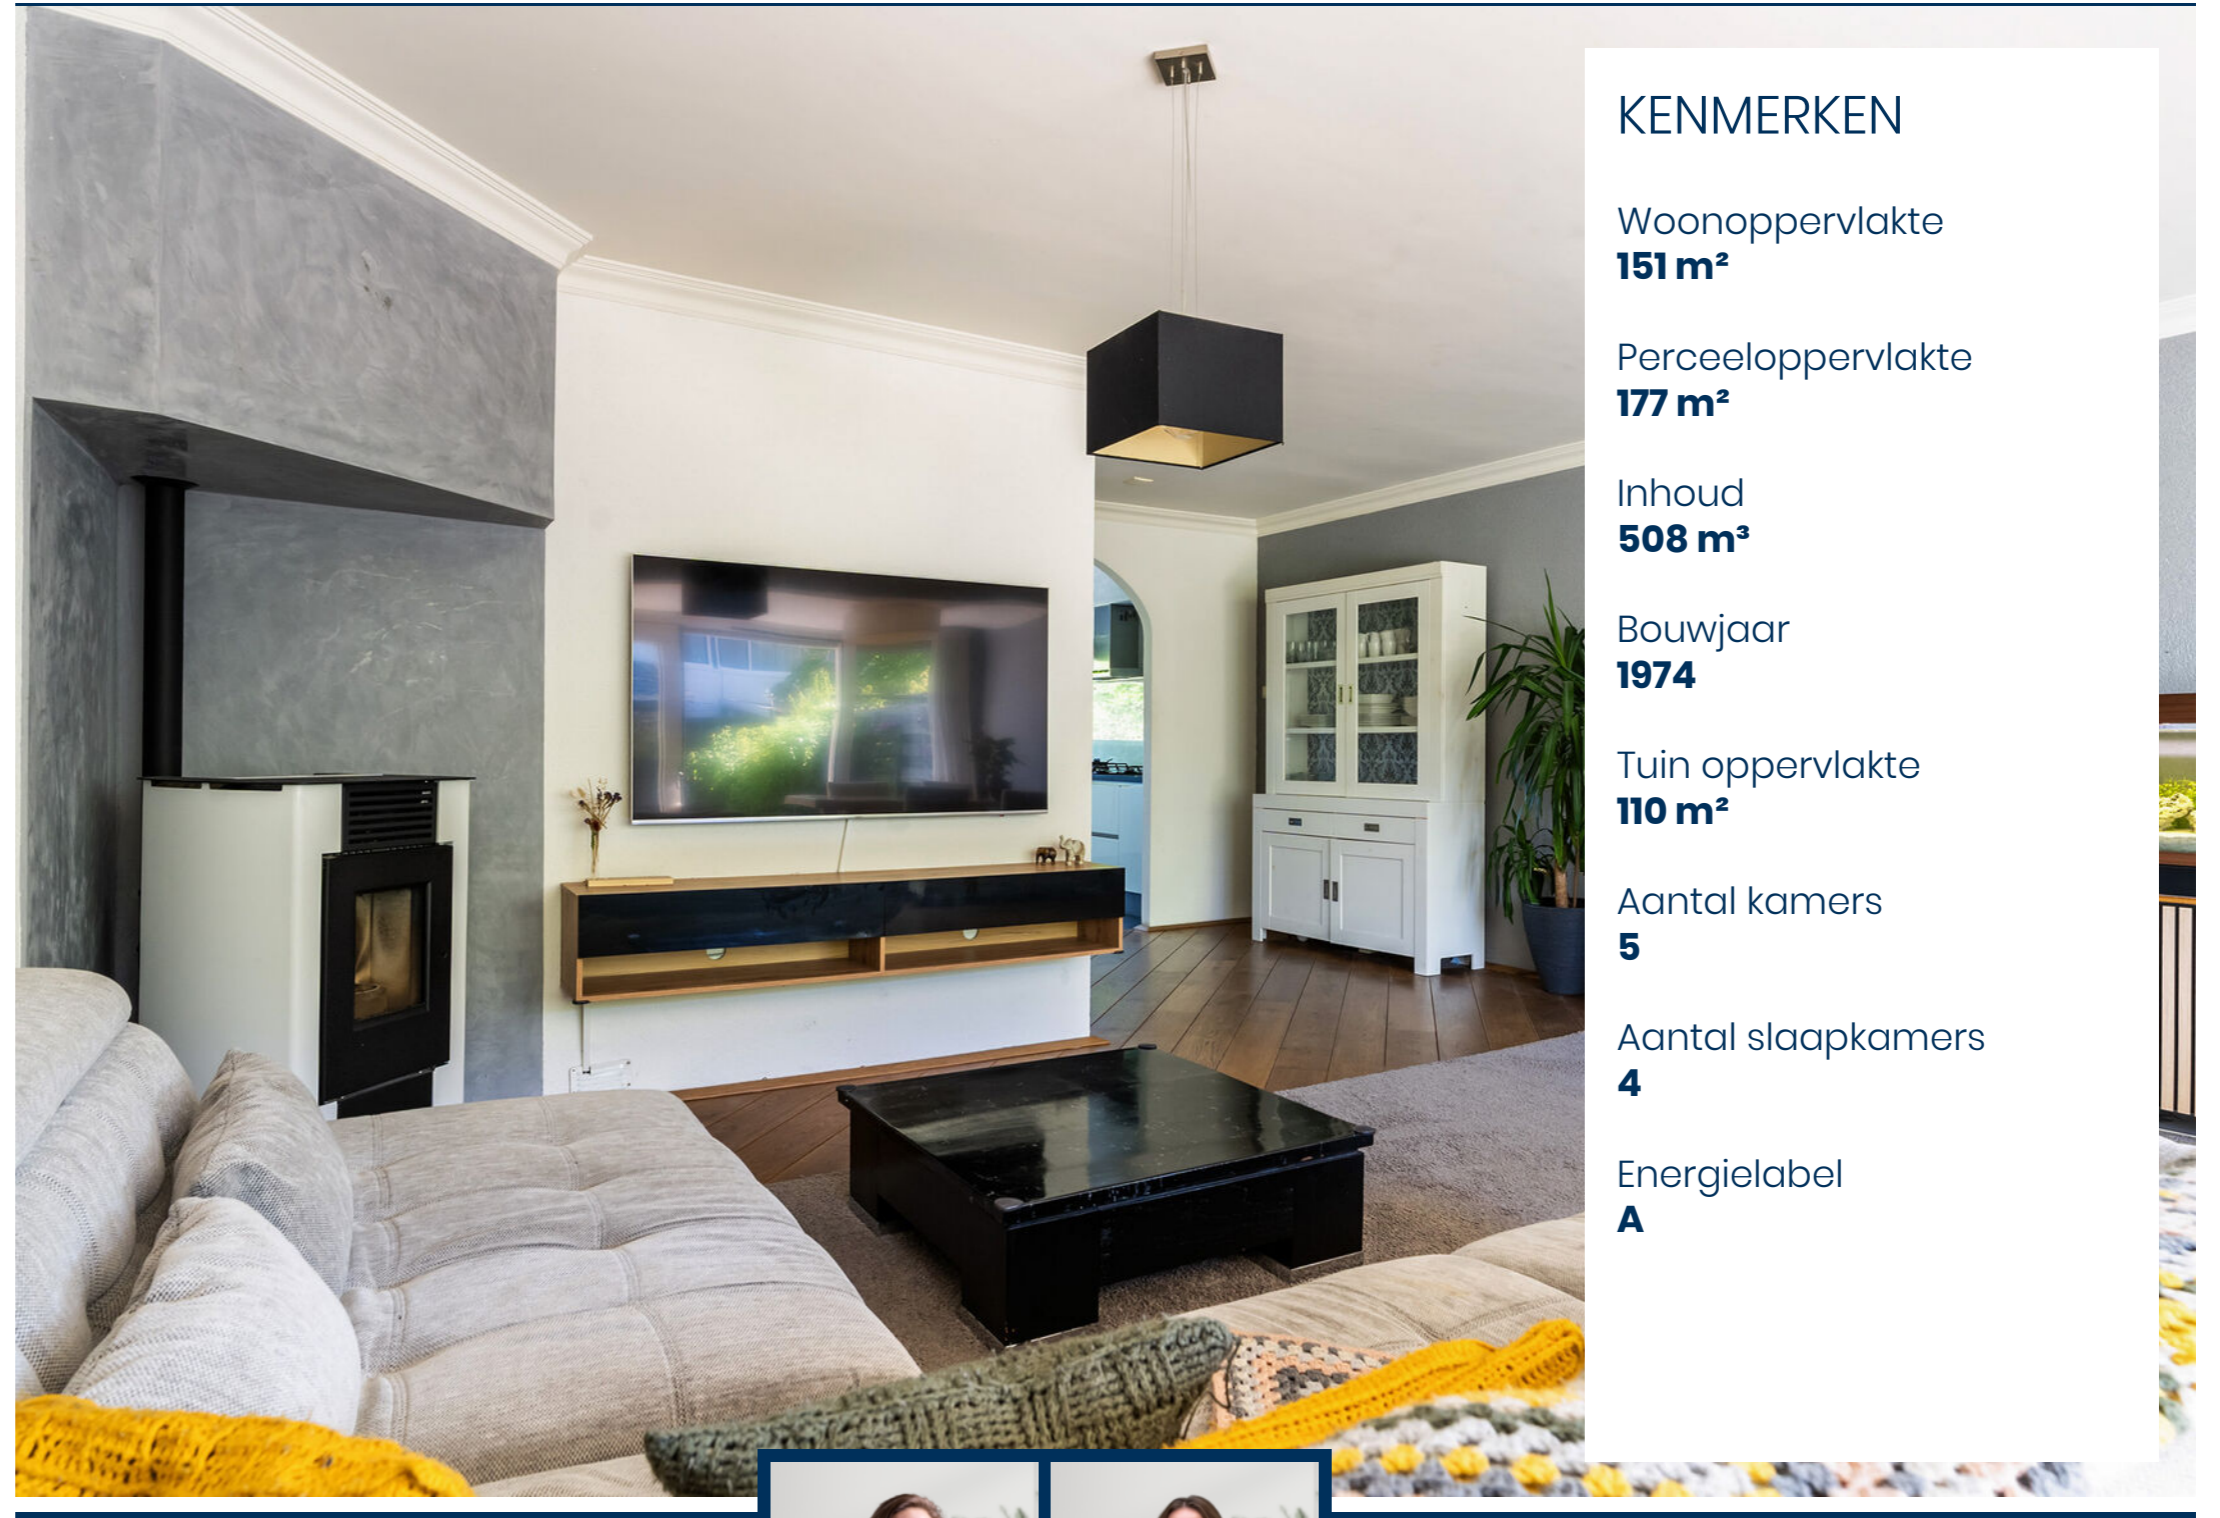 KENMERKEN
Woonoppervlakte
151 m²
Perceeloppervlakte
177 m²
Inhoud
508 m³
Bouwjaar
1974
Tuin oppervlakte
110 m²
Aantal kamers
5
Aantal slaapkamers
4
Energielabel
A